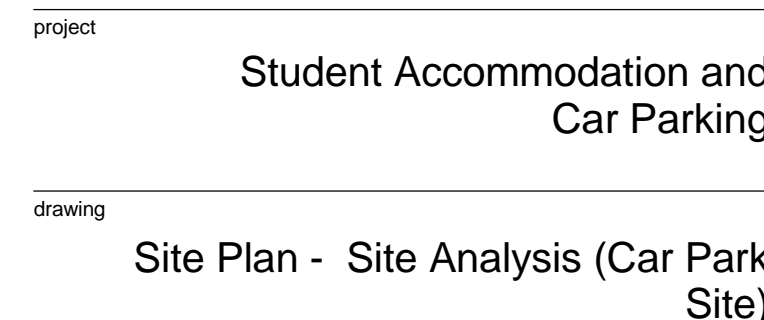 project
Student Accommodation and
Car Parking
drawing
Site Plan -  Site Analysis (Car Park
Site)